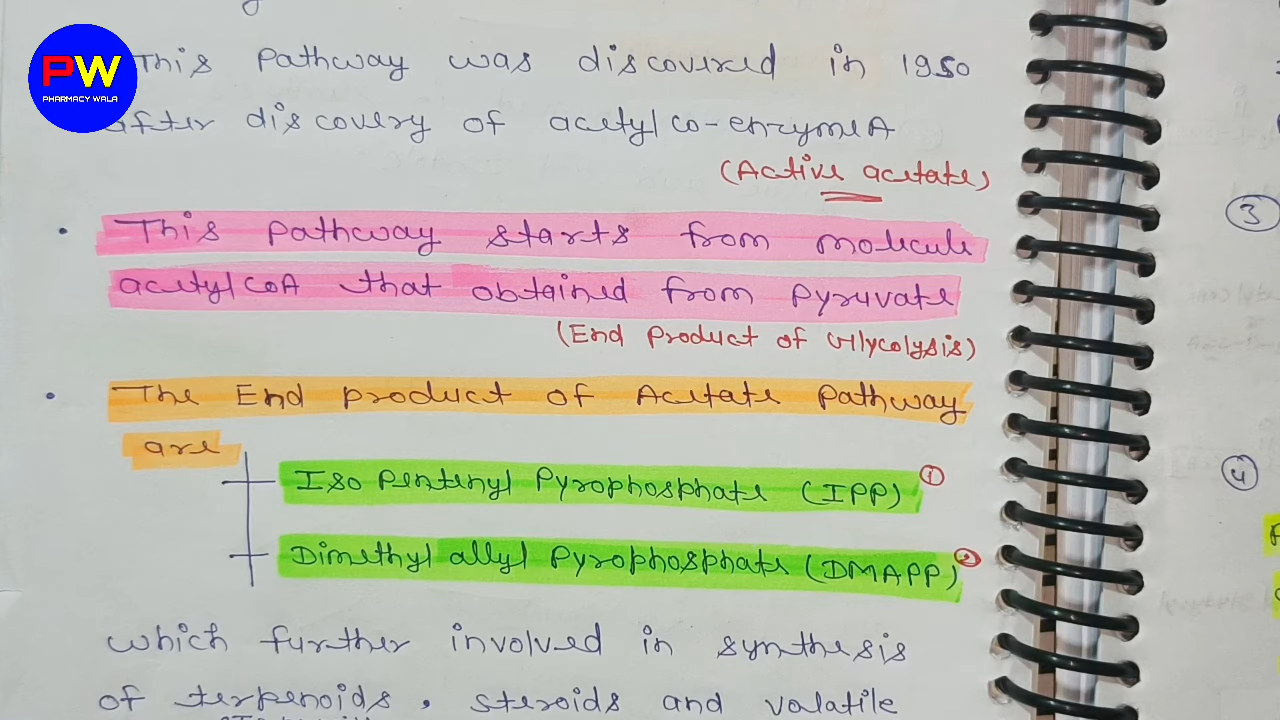 PW
PHARMACY WALA
This Pathway was discovered in 1950
after discovery of acetyl co-enzyme A
(Active acetate)
• This Pathway starts from molecule
acetyl CoA that obtained from Pyruvate
(End Product of Glycolysis)
• The End product of Acetate Pathway
are
Iso Pentenyl Pyrophosphate (IPP) ①
Dimethyl allyl Pyrophosphate (DMAPP) ②
which further involved in synthesis
of terpenoids, steroids and volatile
③
④